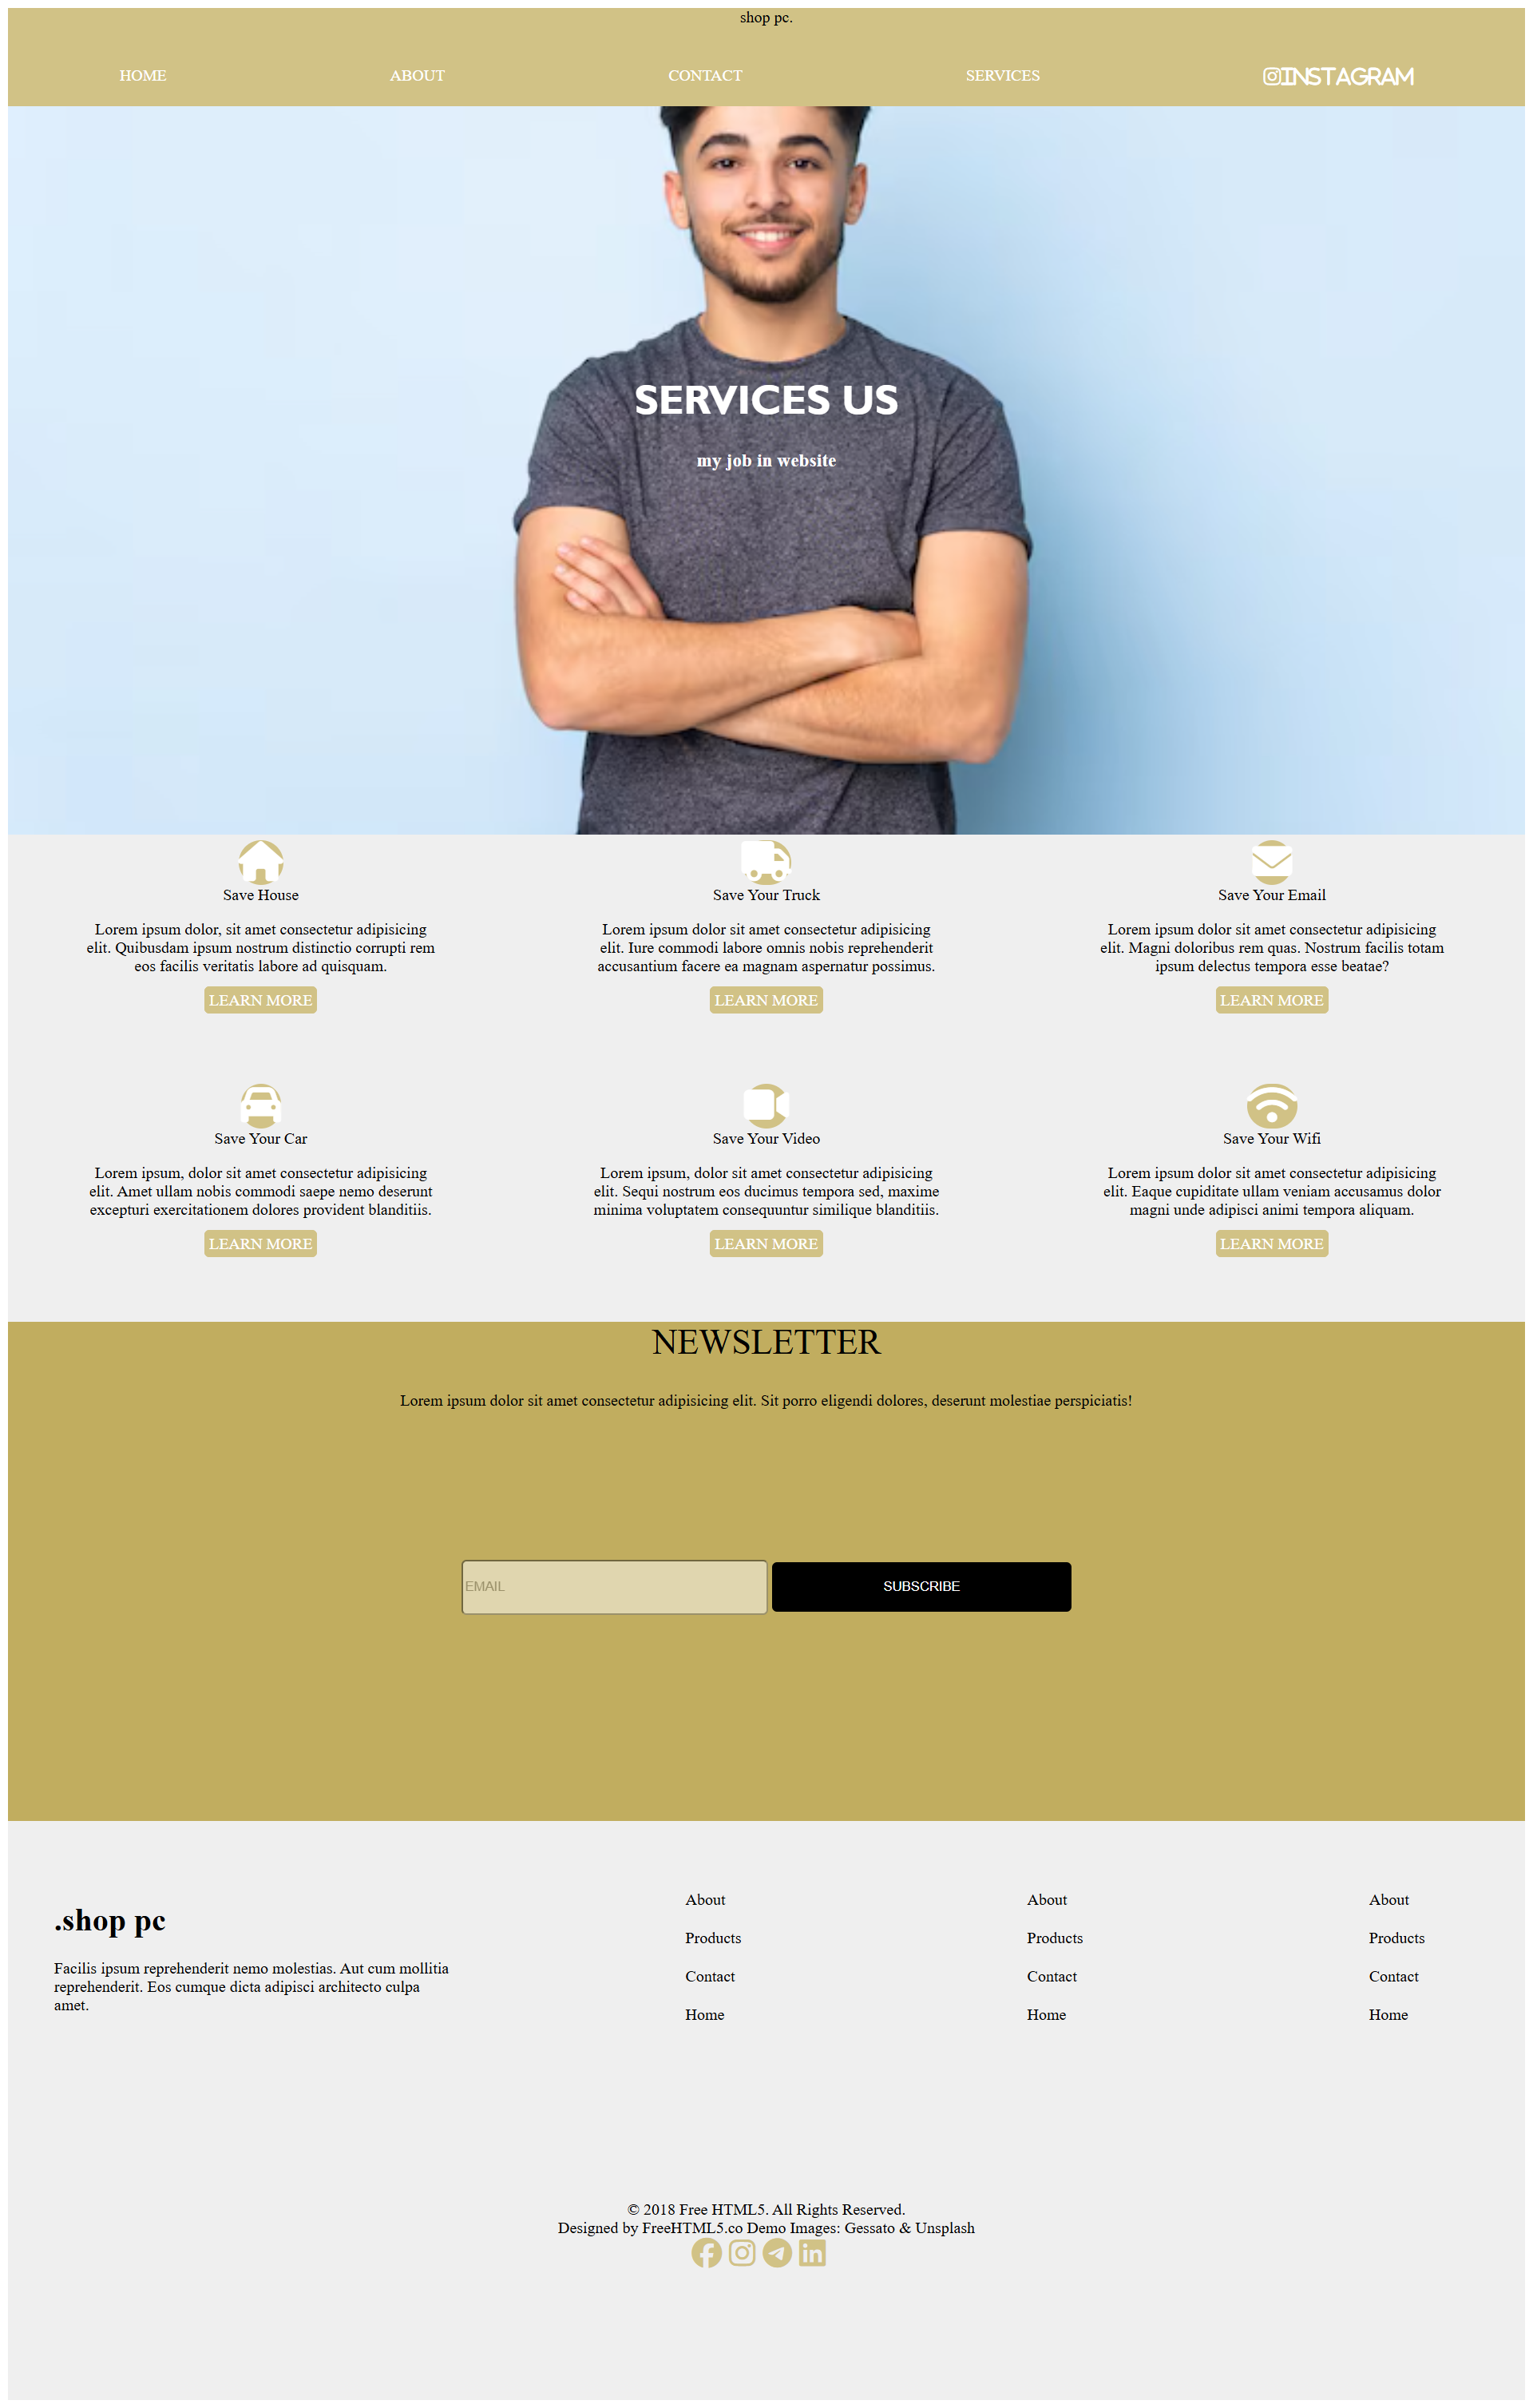 shop pc.
HOME
ABOUT
CONTACT
SERVICES
INSTAGRAM
SERVICES US
my job in website
Save House
Lorem ipsum dolor, sit amet consectetur adipisicing
elit. Quibusdam ipsum nostrum distinctio corrupti rem
eos facilis veritatis labore ad quisquam.
LEARN MORE
Save Your Truck
Lorem ipsum dolor sit amet consectetur adipisicing
elit. Iure commodi labore omnis nobis reprehenderit
accusantium facere ea magnam aspernatur possimus.
LEARN MORE
Save Your Email
Lorem ipsum dolor sit amet consectetur adipisicing
elit. Magni doloribus rem quas. Nostrum facilis totam
ipsum delectus tempora esse beatae?
LEARN MORE
Save Your Car
Lorem ipsum, dolor sit amet consectetur adipisicing
elit. Amet ullam nobis commodi saepe nemo deserunt
excepturi exercitationem dolores provident blanditiis.
LEARN MORE
Save Your Video
Lorem ipsum, dolor sit amet consectetur adipisicing
elit. Sequi nostrum eos ducimus tempora sed, maxime
minima voluptatem consequuntur similique blanditiis.
LEARN MORE
Save Your Wifi
Lorem ipsum dolor sit amet consectetur adipisicing
elit. Eaque cupiditate ullam veniam accusamus dolor
magni unde adipisci animi tempora aliquam.
LEARN MORE
NEWSLETTER
Lorem ipsum dolor sit amet consectetur adipisicing elit. Sit porro eligendi dolores, deserunt molestiae perspiciatis!
EMAIL
SUBSCRIBE
.shop pc
Facilis ipsum reprehenderit nemo molestias. Aut cum mollitia
reprehenderit. Eos cumque dicta adipisci architecto culpa
amet.
About
Products
Contact
Home
About
Products
Contact
Home
About
Products
Contact
Home
© 2018 Free HTML5. All Rights Reserved.
Designed by FreeHTML5.co Demo Images: Gessato & Unsplash